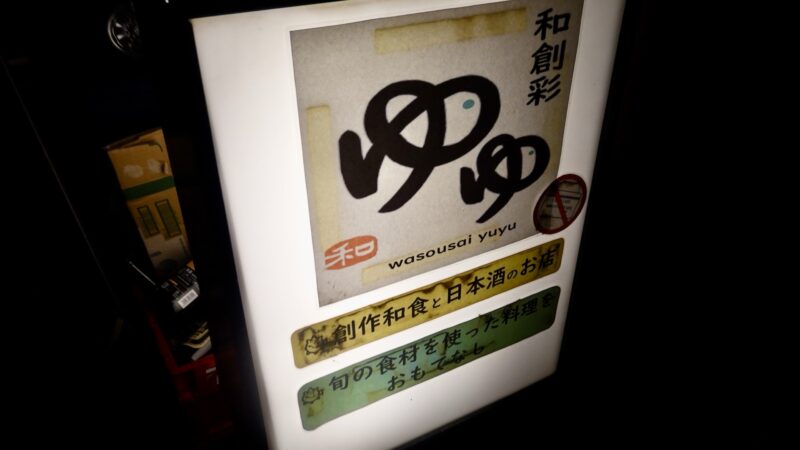 和創彩
ゆゆ
和
wasousai yuyu
創作和食と日本酒のお店
旬の食材を使った料理を
おもてなし